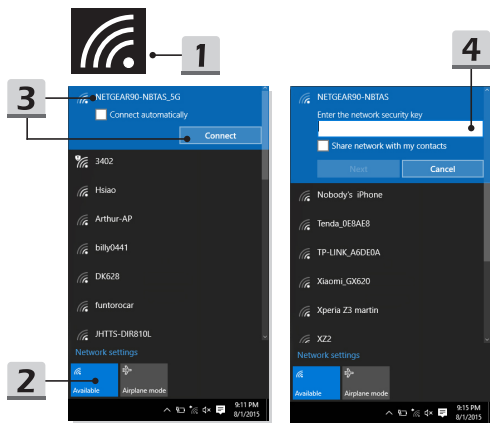 1
3
NETGEAR90-NBTAS_5G
Connect automatically
Connect
3402
Hsiao
Arthur-AP
billy0441
DK628
funtorocar
JHTTS-DIR810L
Network settings
2
Available
Airplane mode
9:11 PM
8/1/2015
4
NETGEAR90-NBTAS
Enter the network security key
Share network with my contacts
Next
Cancel
Nobody's iPhone
Tenda_0E8AE8
TP-LINK_A6DE0A
Xiaomi_GX620
Xperia Z3 martin
XZ2
Network settings
Available
Airplane mode
9:15 PM
8/1/2015